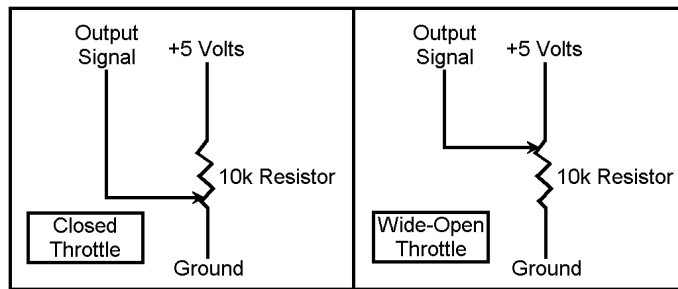 Output
Signal
+5 Volts
10k Resistor
Closed
Throttle
Ground
Output
Signal
+5 Volts
10k Resistor
Wide-Open
Throttle
Ground